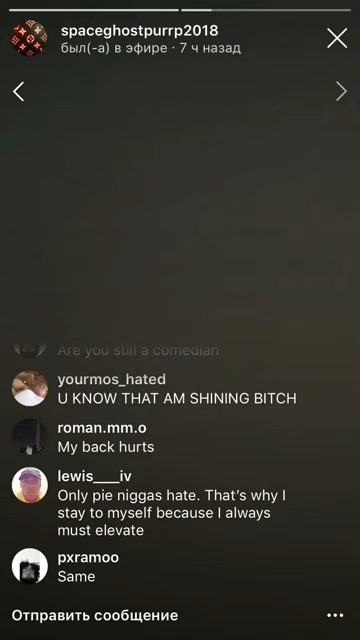 spaceghostpurrp2018
был(-а) в эфире · 7 ч назад
Are you still a comedian
yourmos_hated
U KNOW THAT AM SHINING BITCH
roman.mm.o
My back hurts
lewis___iv
Only pie niggas hate. That's why I
stay to myself because I always
must elevate
pxramoo
Same
Отправить сообщение